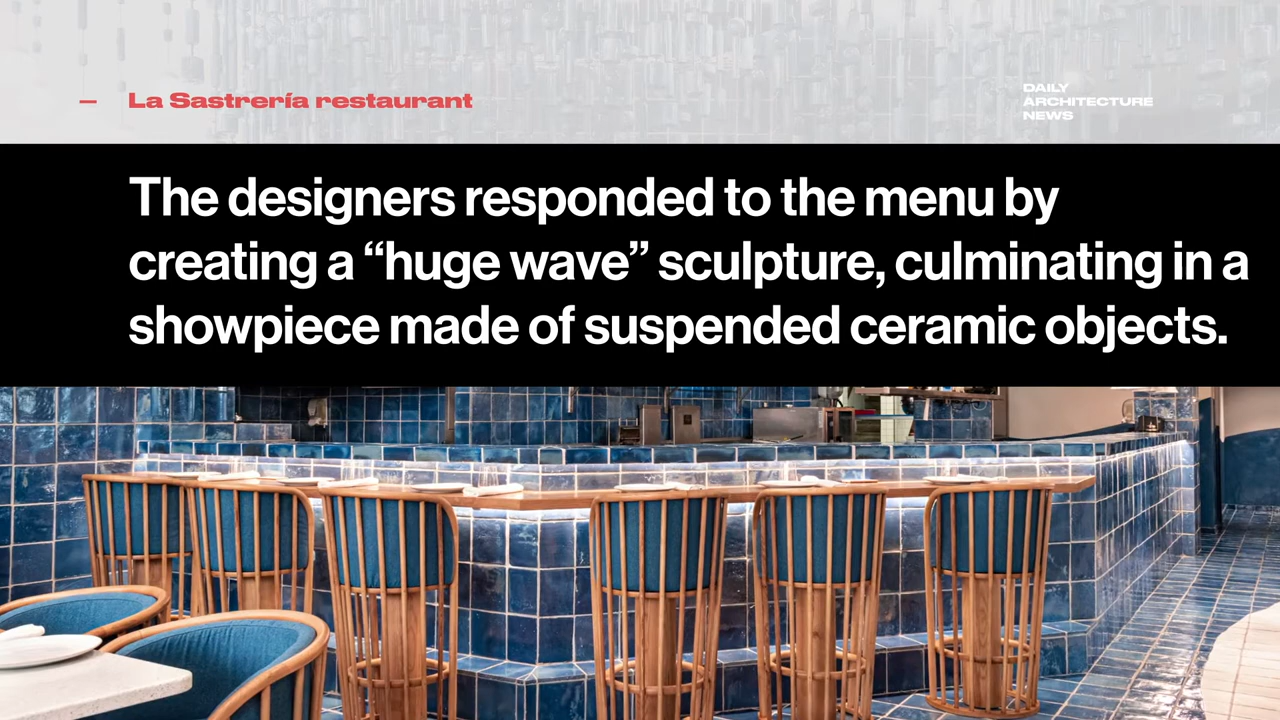 — La Sastrería restaurant
DAILY
ARCHITECTURE
NEWS
The designers responded to the menu by
creating a “huge wave” sculpture, culminating in a
showpiece made of suspended ceramic objects.